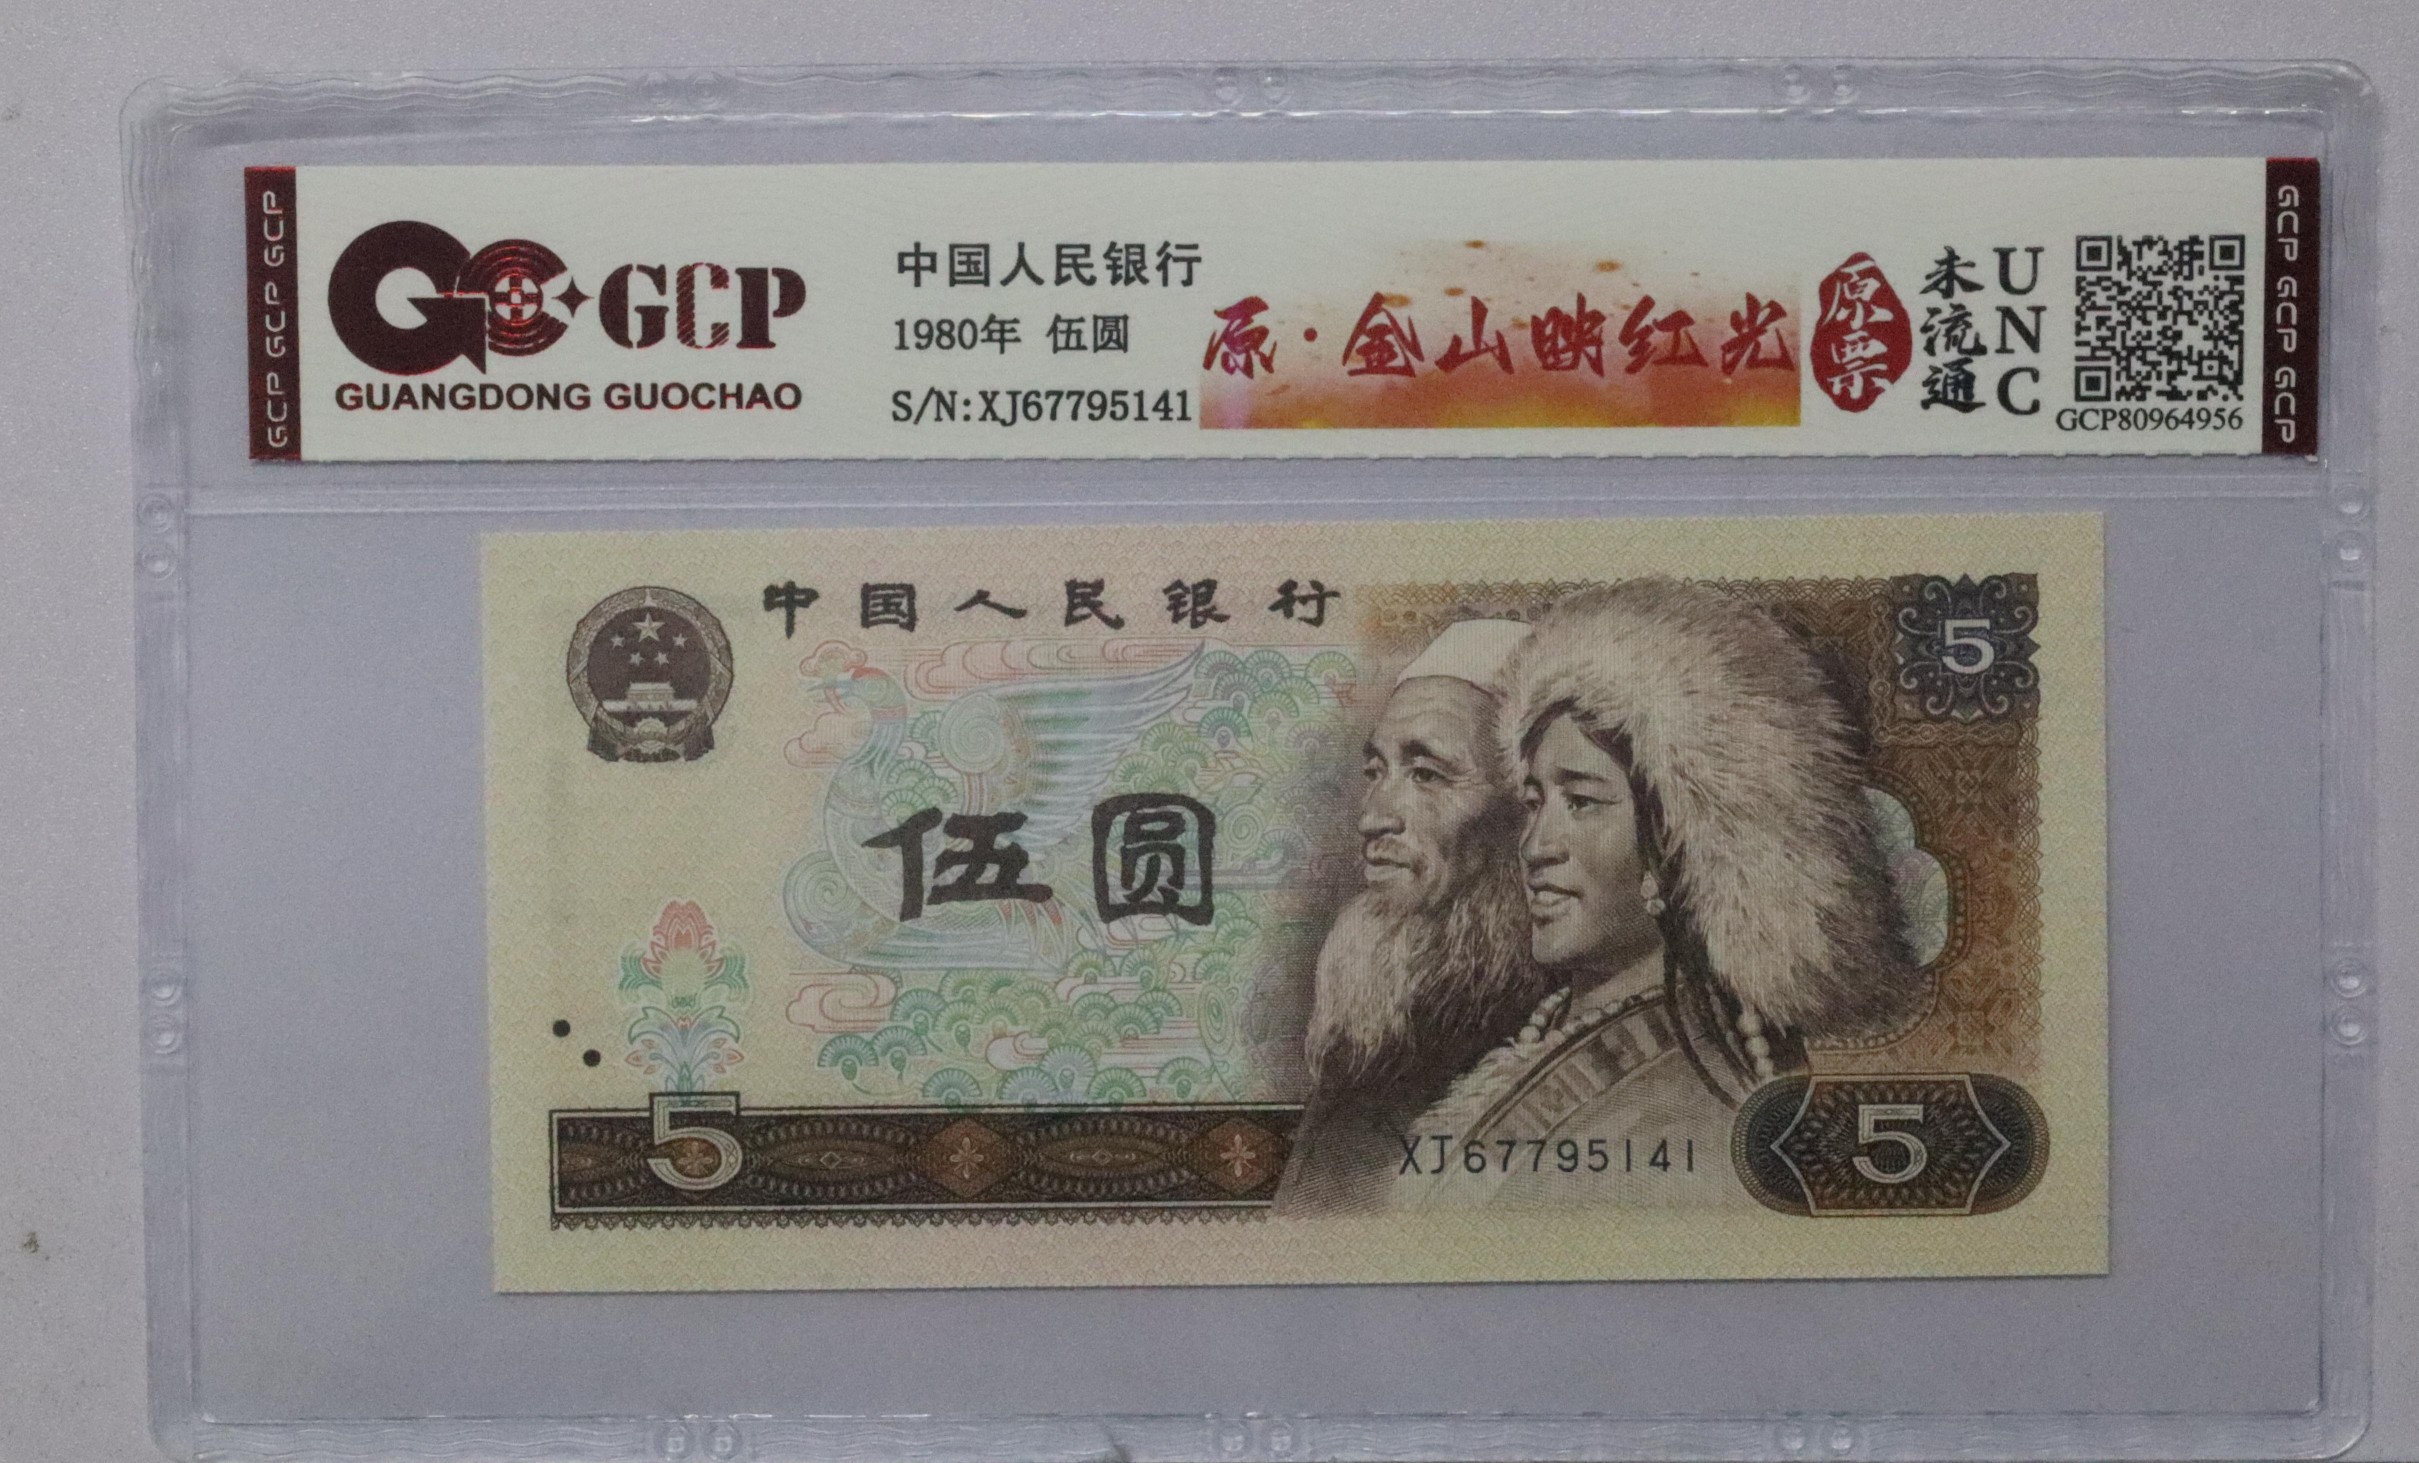 GCP GCP GCP
GCP
GUANGDONG GUOCHAO
中国人民银行
1980年 伍圆
S/N:XJ67795141
原·金山映红光
原票
未流通
UNC
GCP80964956
GCP GCP GCP
中国人民银行
5
伍圆
5
XJ67795141
5